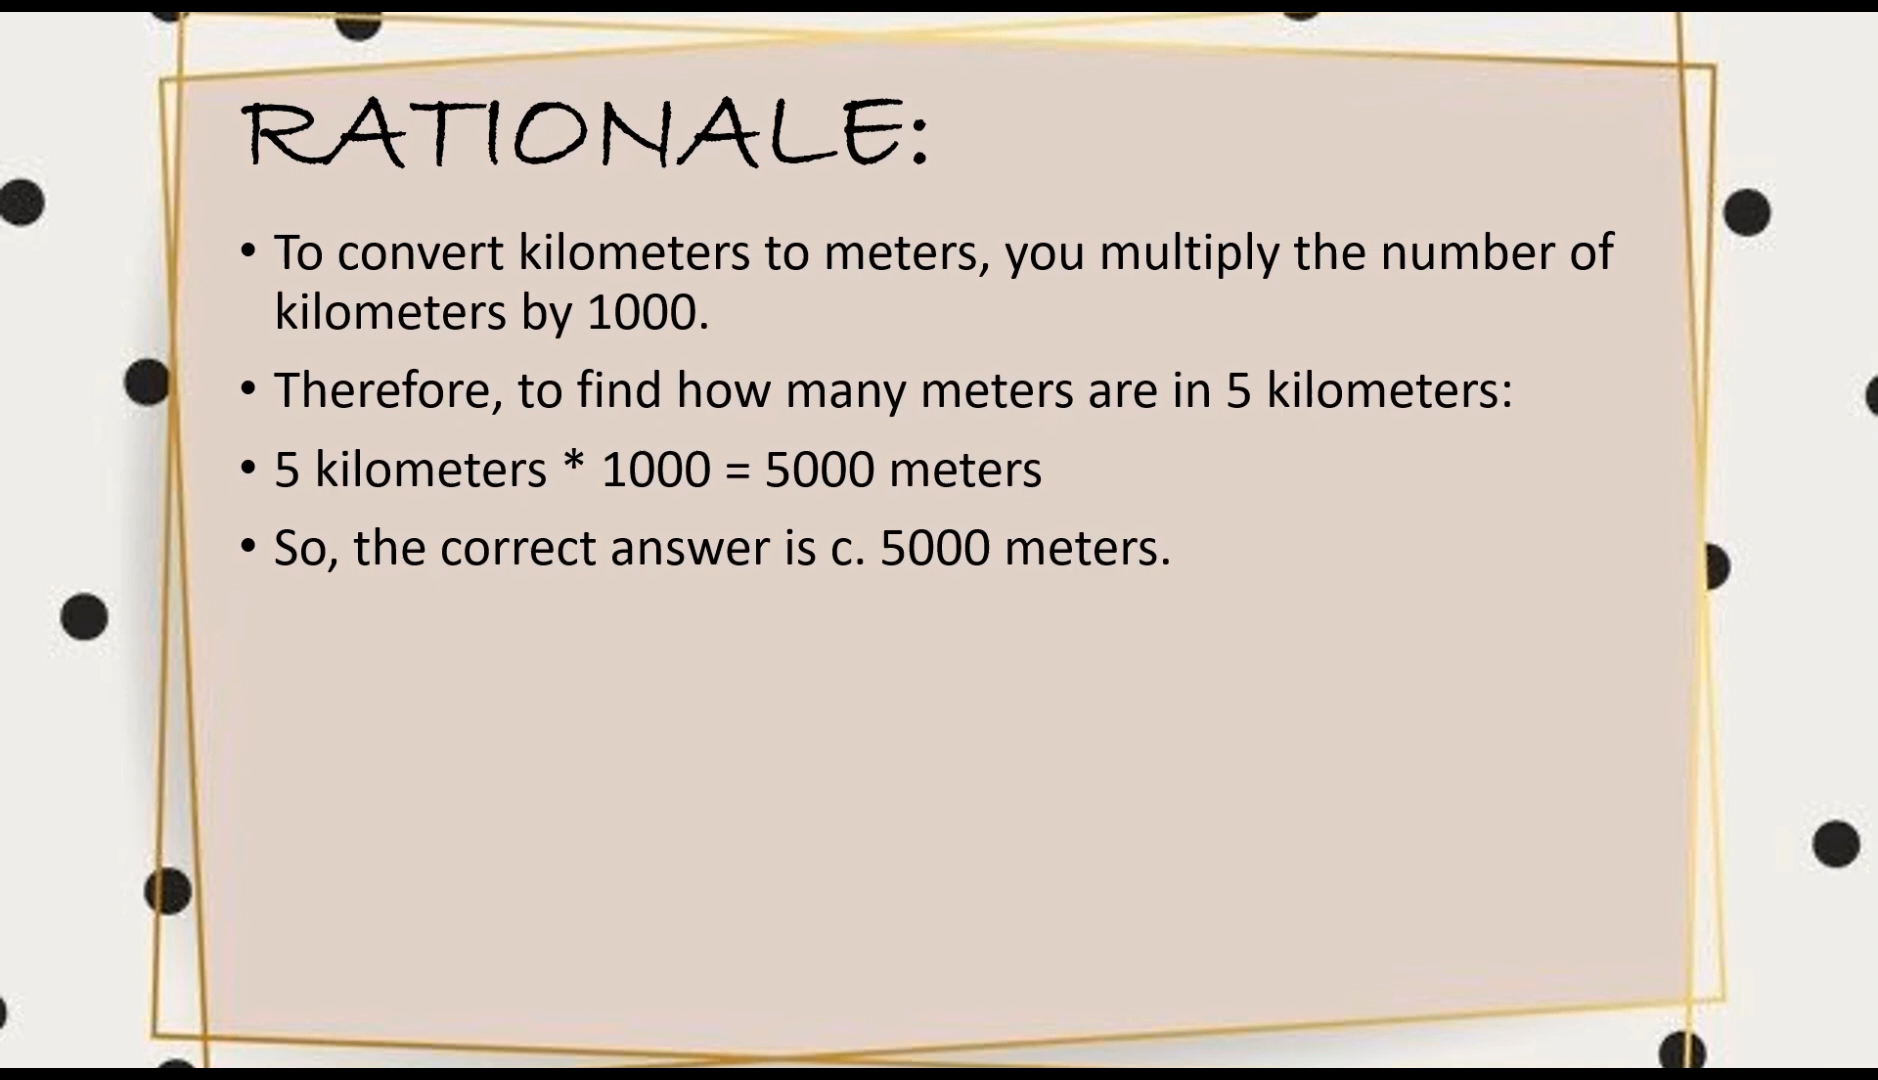 RATIONALE:
• To convert kilometers to meters, you multiply the number of
kilometers by 1000.
• Therefore, to find how many meters are in 5 kilometers:
• 5 kilometers * 1000 = 5000 meters
• So, the correct answer is c. 5000 meters.